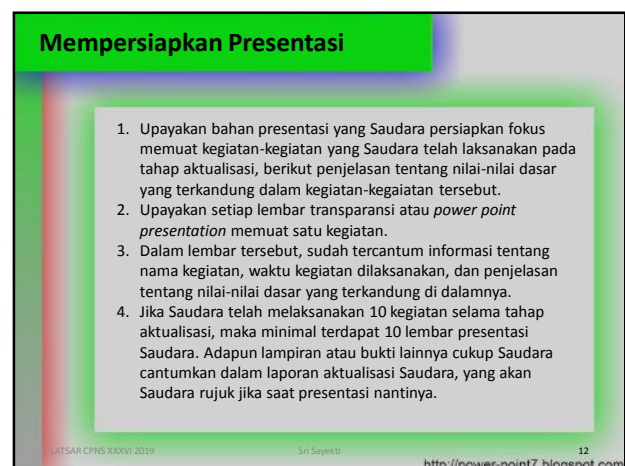 Mempersiapkan Presentasi
1. Upayakan bahan presentasi yang Saudara persiapkan fokus
memuat kegiatan-kegiatan yang Saudara telah laksanakan pada
tahap aktualisasi, berikut penjelasan tentang nilai-nilai dasar
yang terkandung dalam kegiatan-kegaiatan tersebut.
2. Upayakan setiap lembar transparansi atau power point
presentation memuat satu kegiatan.
3. Dalam lembar tersebut, sudah tercantum informasi tentang
nama kegiatan, waktu kegiatan dilaksanakan, dan penjelasan
tentang nilai-nilai dasar yang terkandung di dalamnya.
4. Jika Saudara telah melaksanakan 10 kegiatan selama tahap
aktualisasi, maka minimal terdapat 10 lembar presentasi
Saudara. Adapun lampiran atau bukti lainnya cukup Saudara
cantumkan dalam laporan aktualisasi Saudara, yang akan
Saudara rujuk jika saat presentasi nantinya.
LATSAR CPNS XXXVI 2019 Sri Sayekti 12
http://power-point7.blogspot.com